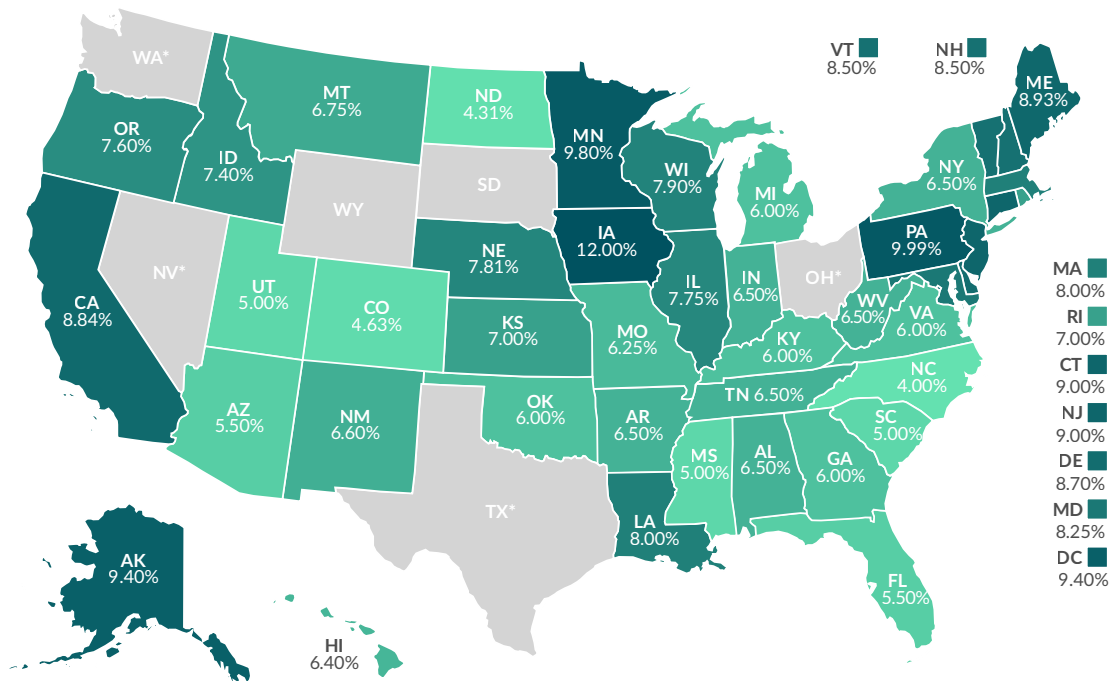 VT
8.50%
NH
8.50%
ME
8.93%
WA*
MT
6.75%
ND
4.31%
MN
9.80%
OR
7.60%
ID
7.40%
WI
7.90%
NY
6.50%
SD
MI
6.00%
WY
IA
12.00%
PA
9.99%
NE
7.81%
NV*
UT
5.00%
IL
7.75%
IN
6.50%
OH*
MA
8.00%
CA
8.84%
CO
4.63%
WV
6.50%
VA
6.00%
RI
7.00%
KS
7.00%
MO
6.25%
KY
6.00%
CT
9.00%
NC
4.00%
TN 6.50%
AZ
5.50%
NM
6.60%
OK
6.00%
AR
6.50%
SC
5.00%
NJ
9.00%
MS
5.00%
AL
6.50%
GA
6.00%
DE
8.70%
TX*
LA
8.00%
MD
8.25%
AK
9.40%
FL
5.50%
DC
9.40%
HI
6.40%